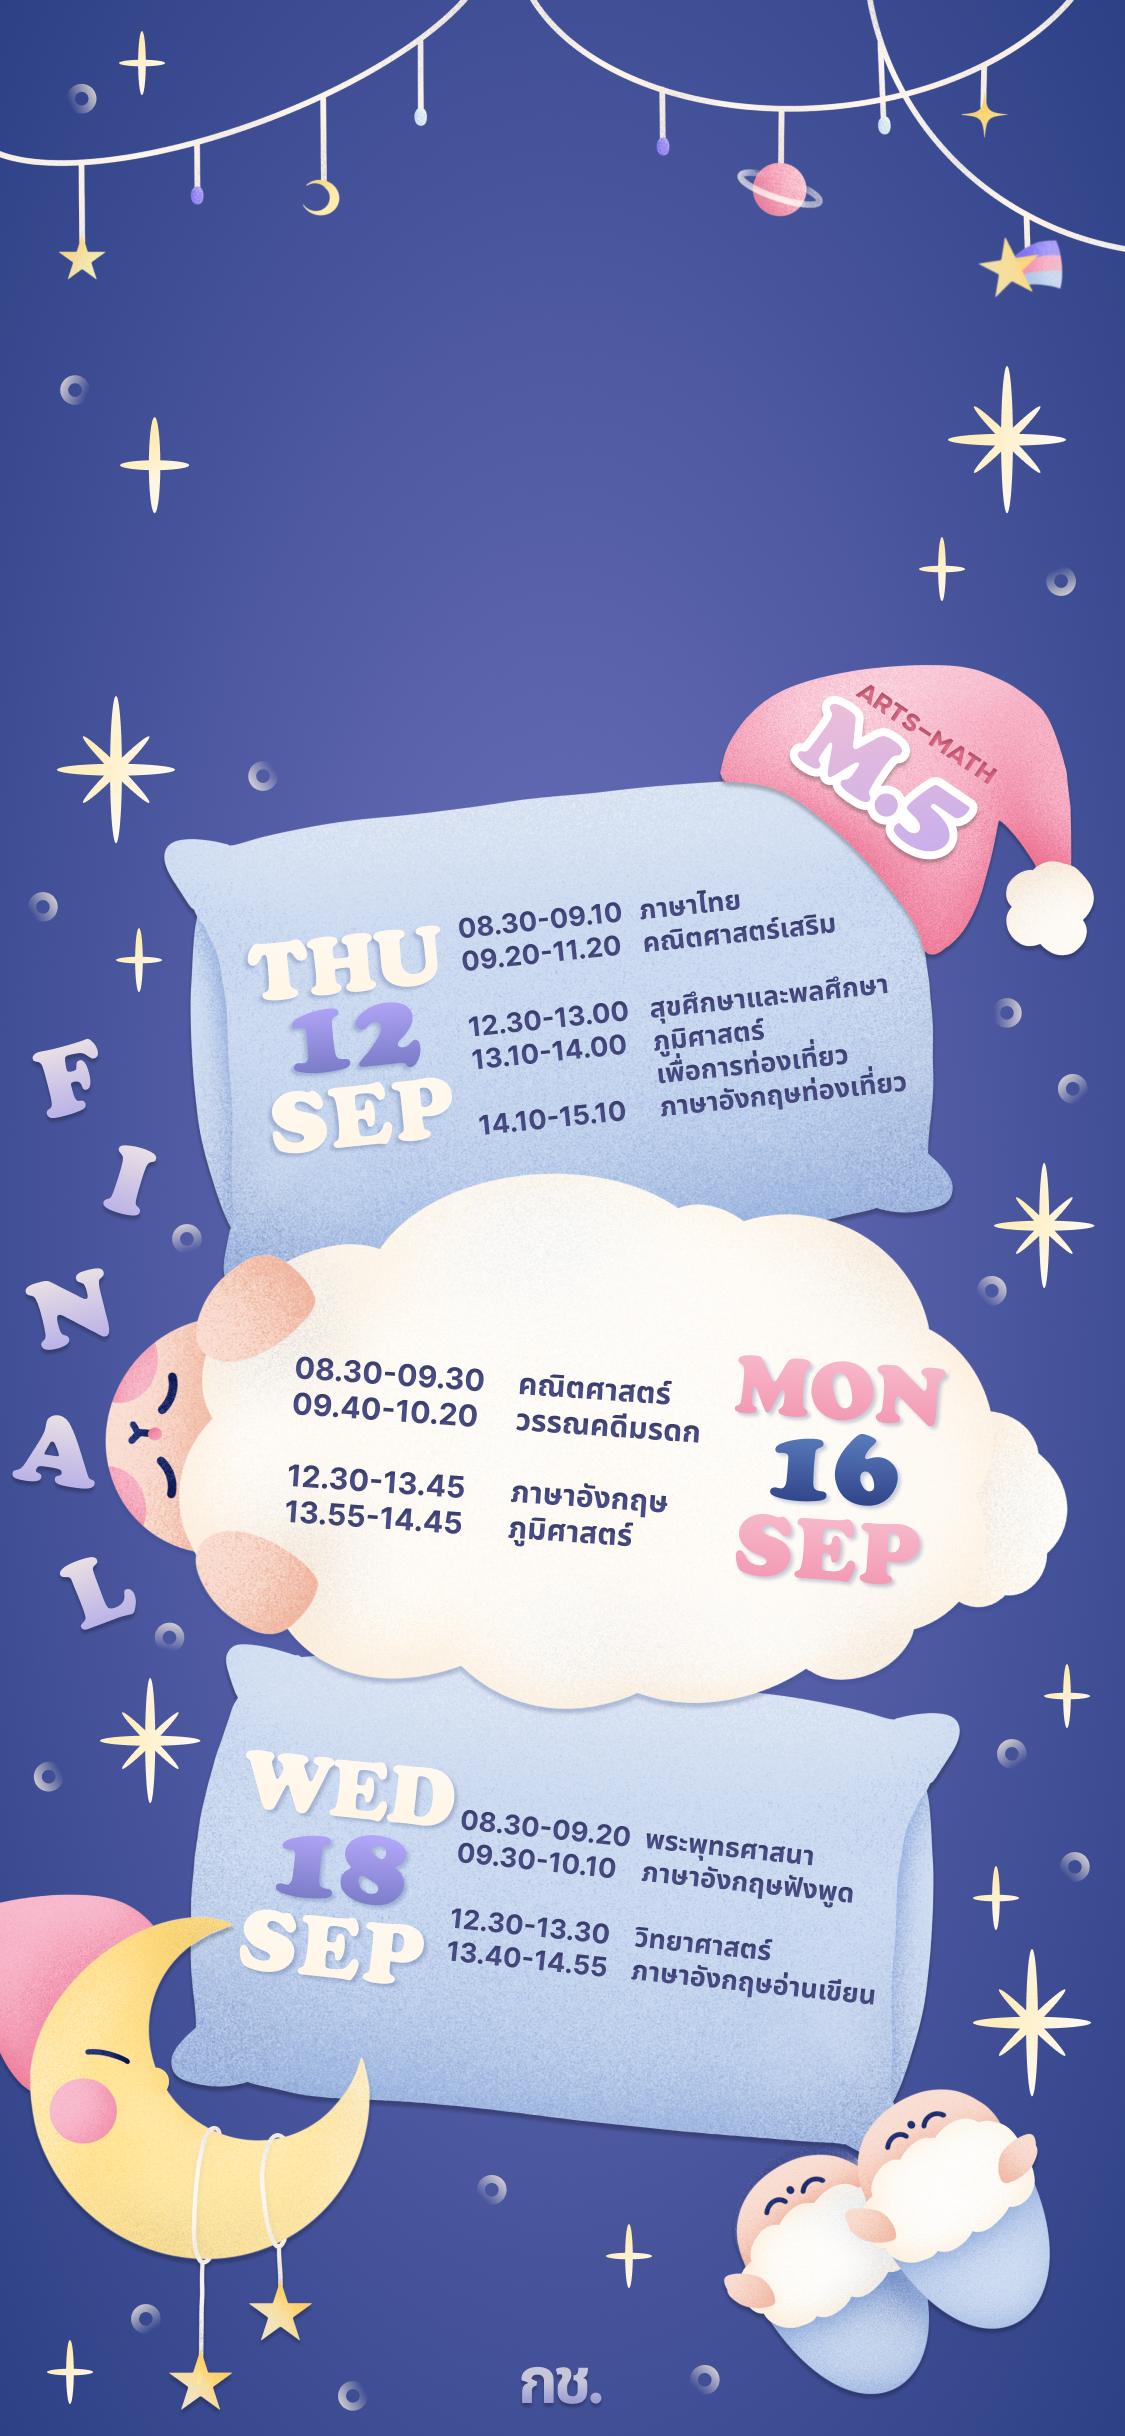 ARTS-MATH
M.5
THU
12
SEP
08.30-09.10 ภาษาไทย
09.20-11.20 คณิตศาสตร์เสริม
12.30-13.00 สุขศึกษาและพลศึกษา
13.10-14.00 ภูมิศาสตร์
เพื่อการท่องเที่ยว
14.10-15.10 ภาษาอังกฤษท่องเที่ยว
FINAL
08.30-09.30 คณิตศาสตร์
09.40-10.20 วรรณคดีมรดก
12.30-13.45 ภาษาอังกฤษ
13.55-14.45 ภูมิศาสตร์
MON
16
SEP
WED
18
SEP
08.30-09.20 พระพุทธศาสนา
09.30-10.10 ภาษาอังกฤษฟังพูด
12.30-13.30 วิทยาศาสตร์
13.40-14.55 ภาษาอังกฤษอ่านเขียน
กช.